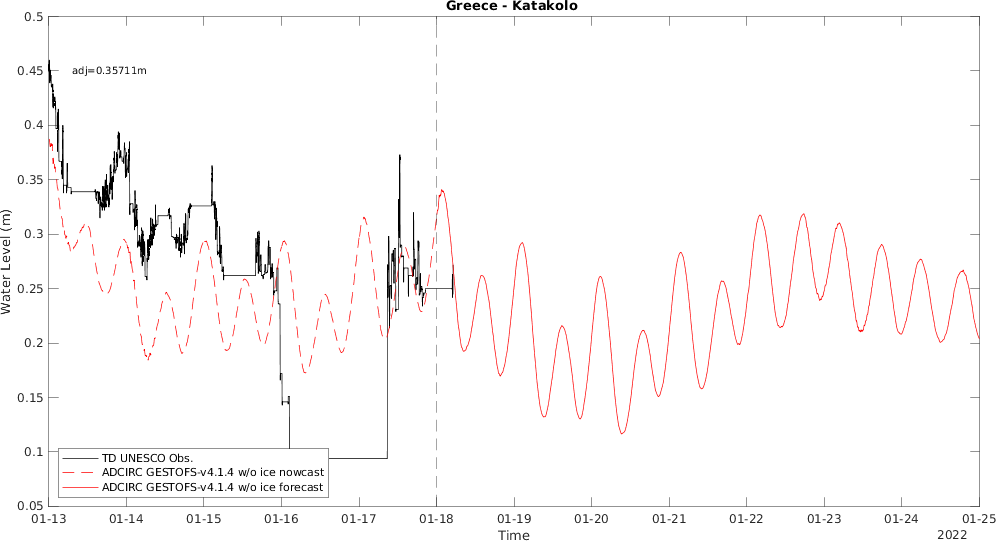 Greece - Katakolo
0.5
0.45
0.4
0.35
0.3
0.25
0.2
0.15
0.1
0.05
Water Level (m)
adj=0.35711m
TD UNESCO Obs.
ADCIRC GESTOFS-v4.1.4 w/o ice nowcast
ADCIRC GESTOFS-v4.1.4 w/o ice forecast
01-13 01-14 01-15 01-16 01-17 01-18 01-19 01-20 01-21 01-22 01-23 01-24 01-25
Time
2022